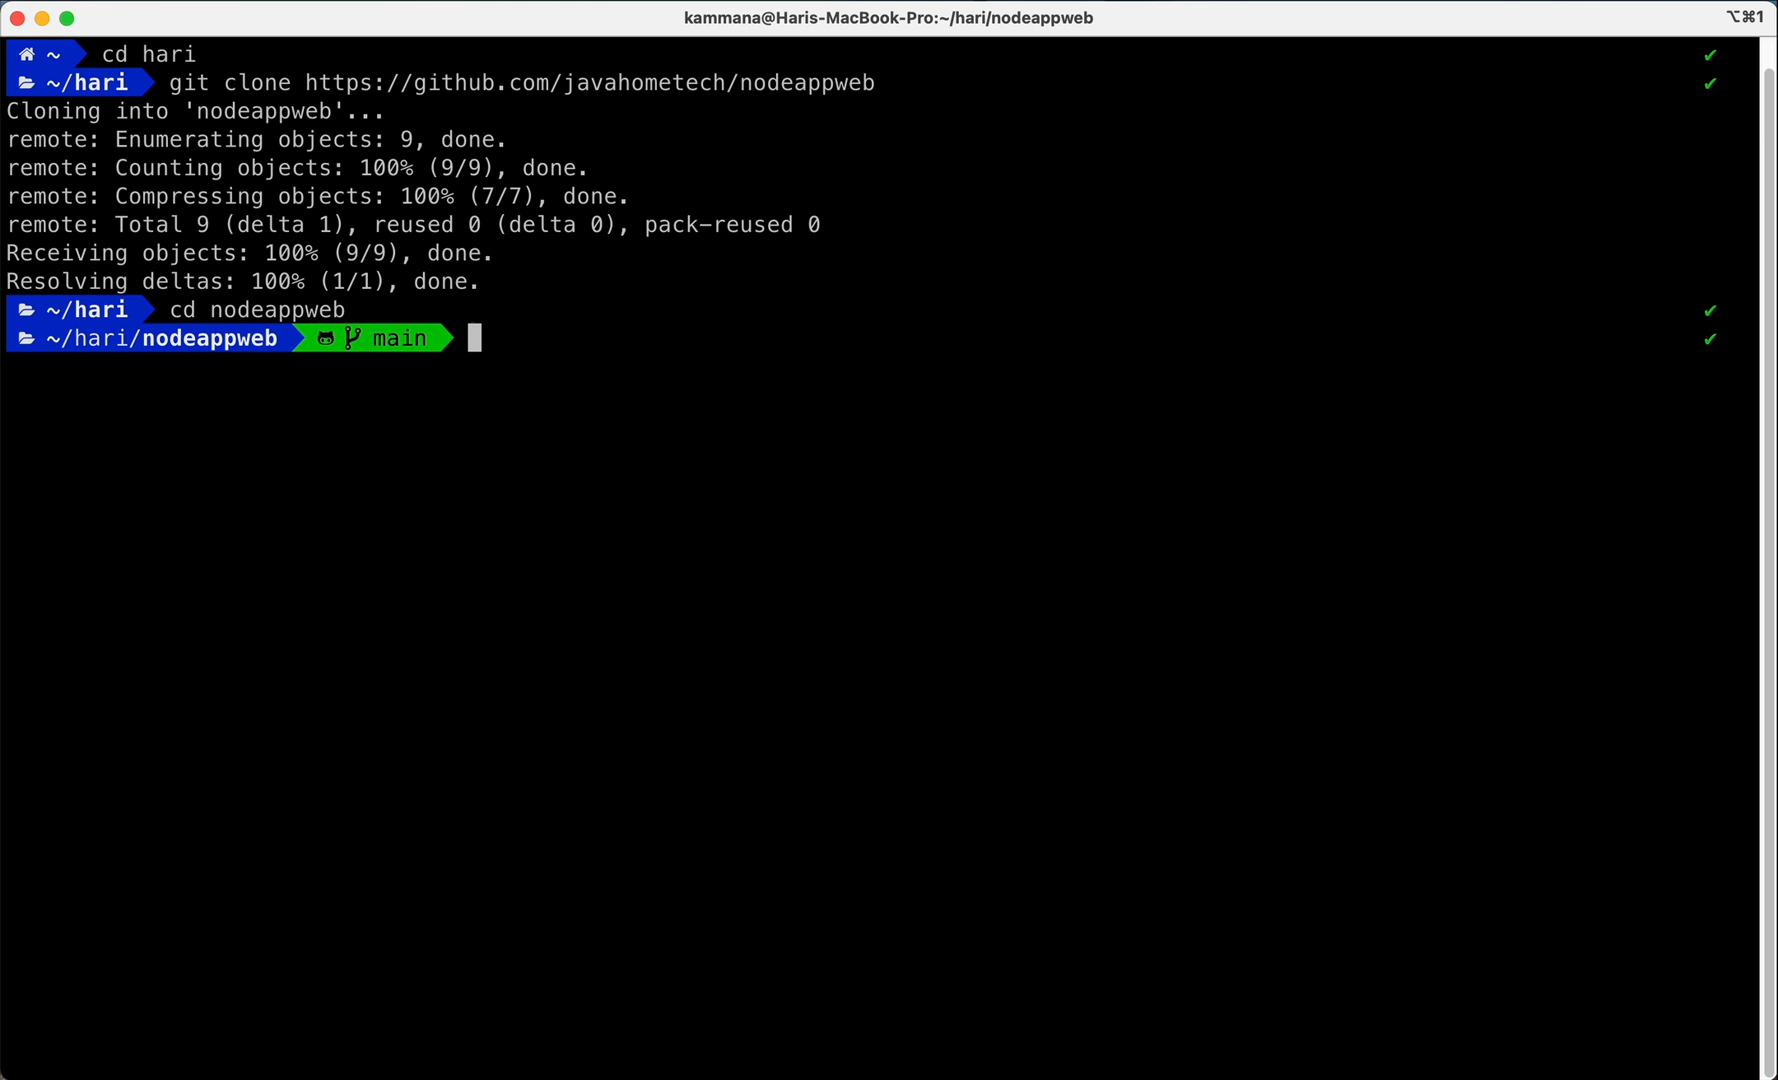 kammana@Haris-MacBook-Pro:~/hari/nodeappweb
⌥⌘1
~ cd hari ✔
~/hari git clone https://github.com/javahometech/nodeappweb ✔
Cloning into 'nodeappweb'...
remote: Enumerating objects: 9, done.
remote: Counting objects: 100% (9/9), done.
remote: Compressing objects: 100% (7/7), done.
remote: Total 9 (delta 1), reused 0 (delta 0), pack-reused 0
Receiving objects: 100% (9/9), done.
Resolving deltas: 100% (1/1), done.
~/hari cd nodeappweb ✔
~/hari/nodeappweb main ✔